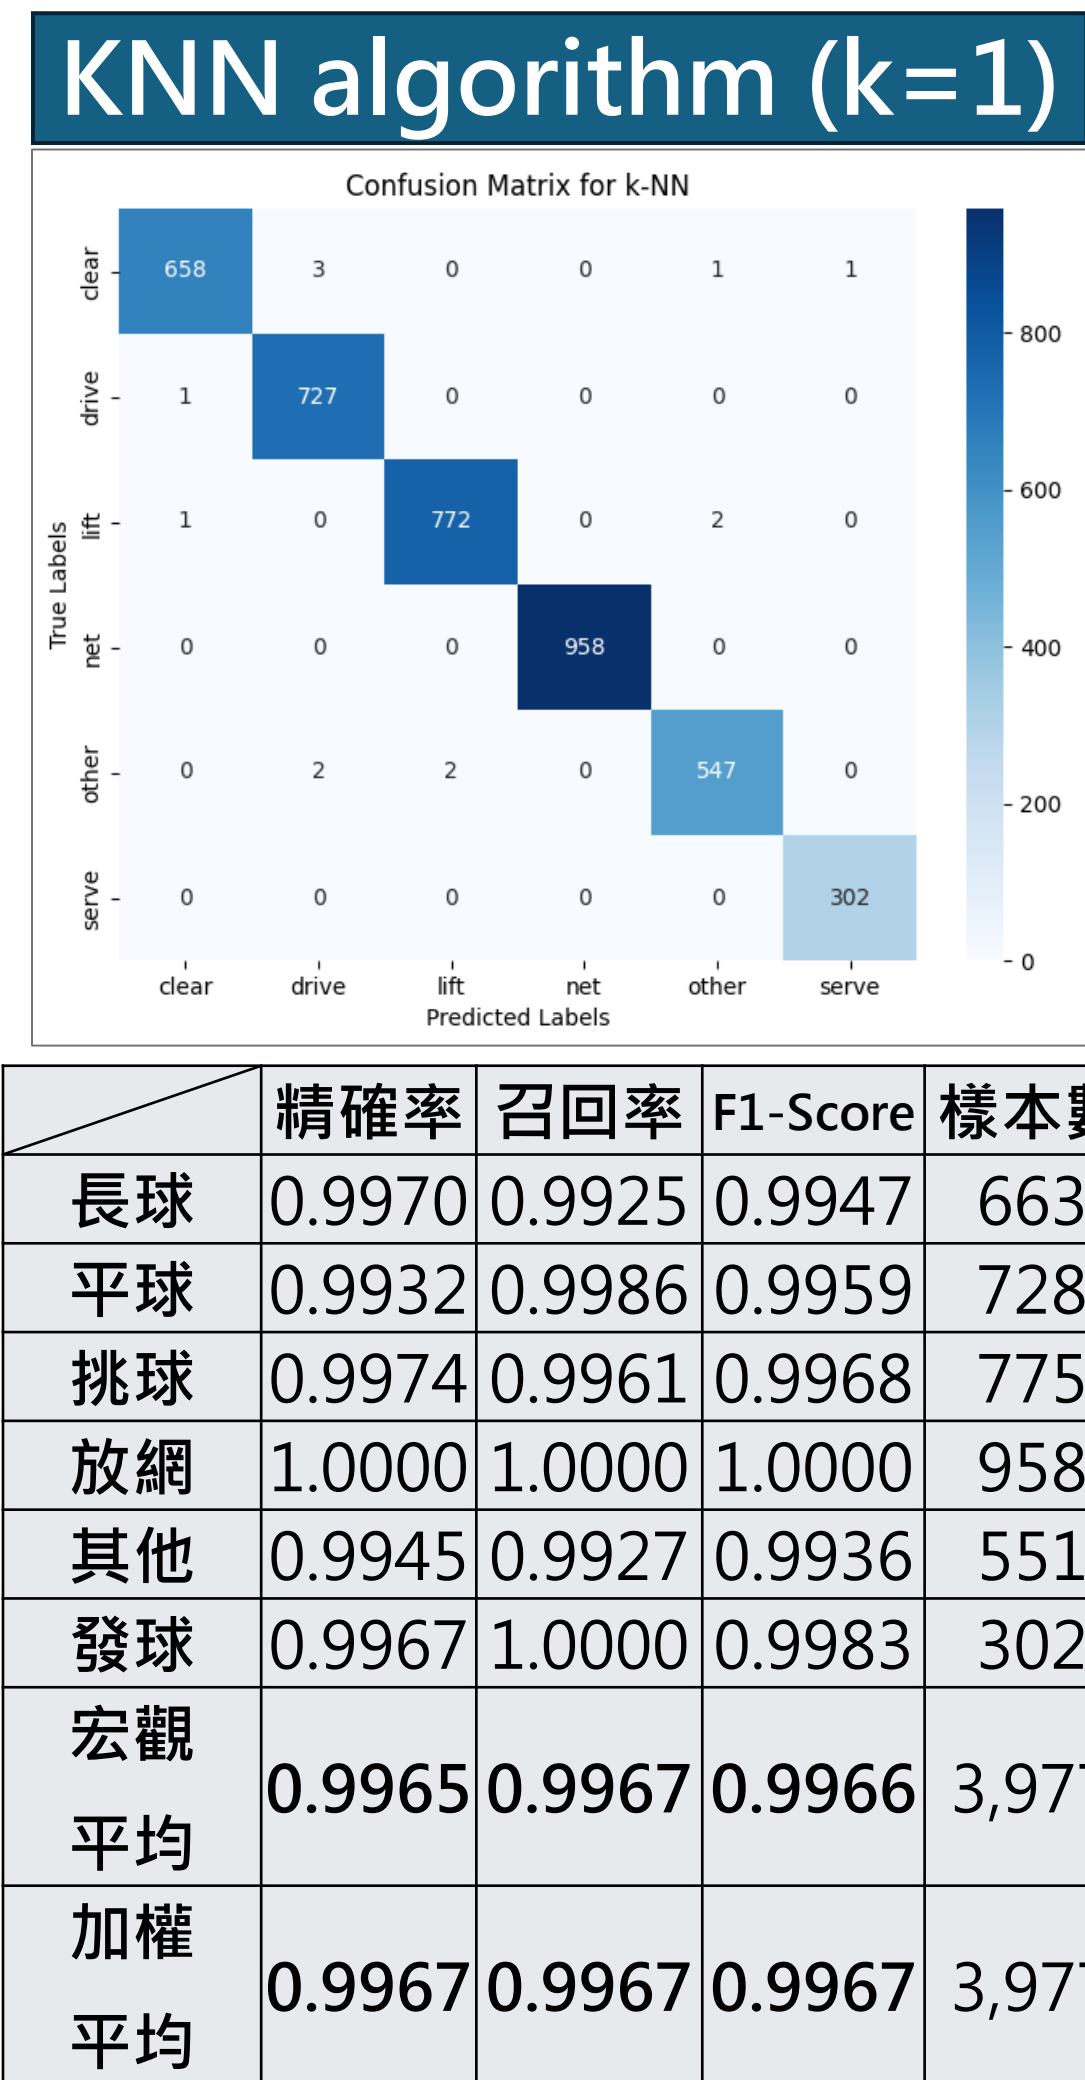 KNN algorithm (k=1)
Confusion Matrix for k-NN
True Labels
clear 658 3 0 0 1 1
drive 1 727 0 0 0 0
lift 1 0 772 0 2 0
net 0 0 0 958 0 0
other 0 2 2 0 547 0
serve 0 0 0 0 0 302
clear drive lift net other serve
Predicted Labels
800
600
400
200
0
精確率 召回率 F1-Score 樣本數
長球 0.9970 0.9925 0.9947 663
平球 0.9932 0.9986 0.9959 728
挑球 0.9974 0.9961 0.9968 775
放網 1.0000 1.0000 1.0000 958
其他 0.9945 0.9927 0.9936 551
發球 0.9967 1.0000 0.9983 302
宏觀
平均 0.9965 0.9967 0.9966 3,977
加權
平均 0.9967 0.9967 0.9967 3,977